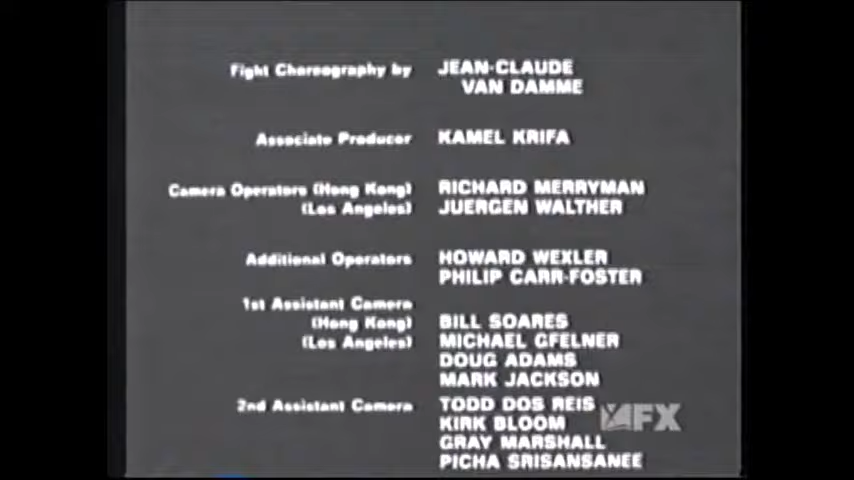 Fight Choreography by JEAN-CLAUDE
VAN DAMME
Associate Producer KAMEL KRIFA
Camera Operators (Hong Kong) RICHARD MERRYMAN
(Los Angeles) JUERGEN WALTHER
Additional Operators HOWARD WEXLER
PHILIP CARR-FOSTER
1st Assistant Camera
(Hong Kong) BILL SOARES
(Los Angeles) MICHAEL GFELNER
DOUG ADAMS
MARK JACKSON
2nd Assistant Camera TODD DOS REIS
KIRK BLOOM
GRAY MARSHALL
PICHA SRISANSANEE
FX